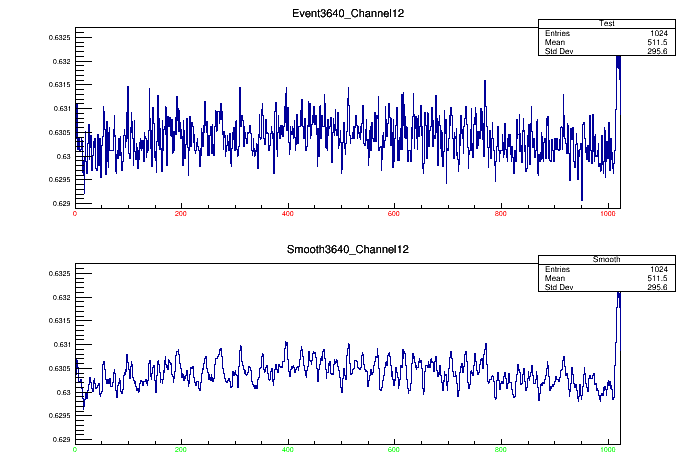 Event3640_Channel12
Test
Entries 1024
Mean 511.5
Std Dev 295.6
0.6325
0.632
0.6315
0.631
0.6305
0.63
0.6295
0.629
0 200 400 600 800 1000
Smooth3640_Channel12
Smooth
Entries 1024
Mean 511.5
Std Dev 295.6
0.6325
0.632
0.6315
0.631
0.6305
0.63
0.6295
0.629
0 200 400 600 800 1000